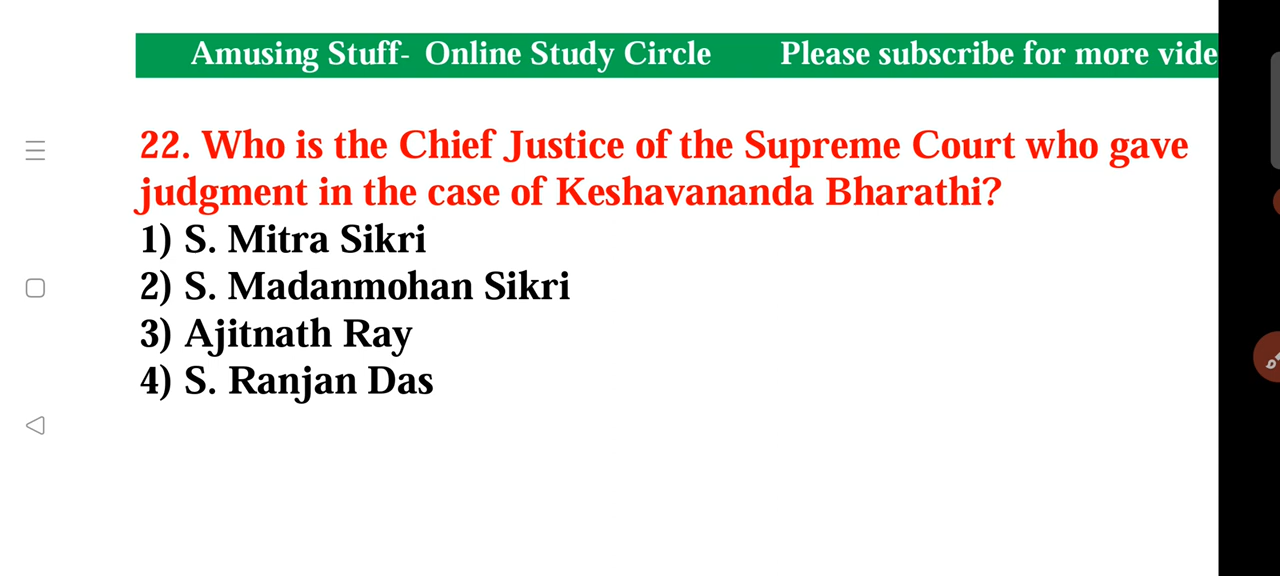 Amusing Stuff- Online Study Circle Please subscribe for more vide
22. Who is the Chief Justice of the Supreme Court who gave
judgment in the case of Keshavananda Bharathi?
1) S. Mitra Sikri
2) S. Madanmohan Sikri
3) Ajitnath Ray
4) S. Ranjan Das